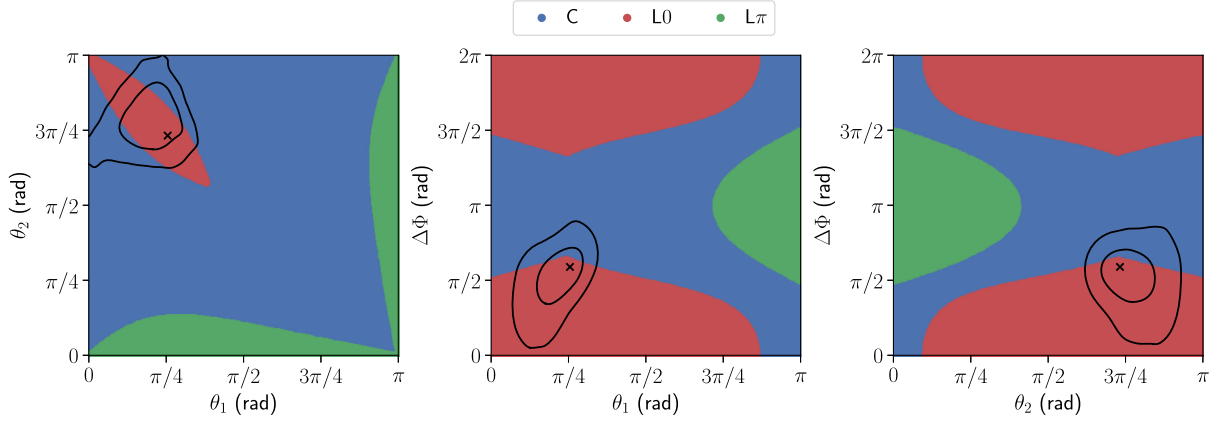 C L0 Lπ
π
3π/4
π/2
π/4
0
θ₂ (rad)
0 π/4 π/2 3π/4 π
θ₁ (rad)
2π
3π/2
π
π/2
0
ΔΦ (rad)
0 π/4 π/2 3π/4 π
θ₁ (rad)
2π
3π/2
π
π/2
0
ΔΦ (rad)
0 π/4 π/2 3π/4 π
θ₂ (rad)